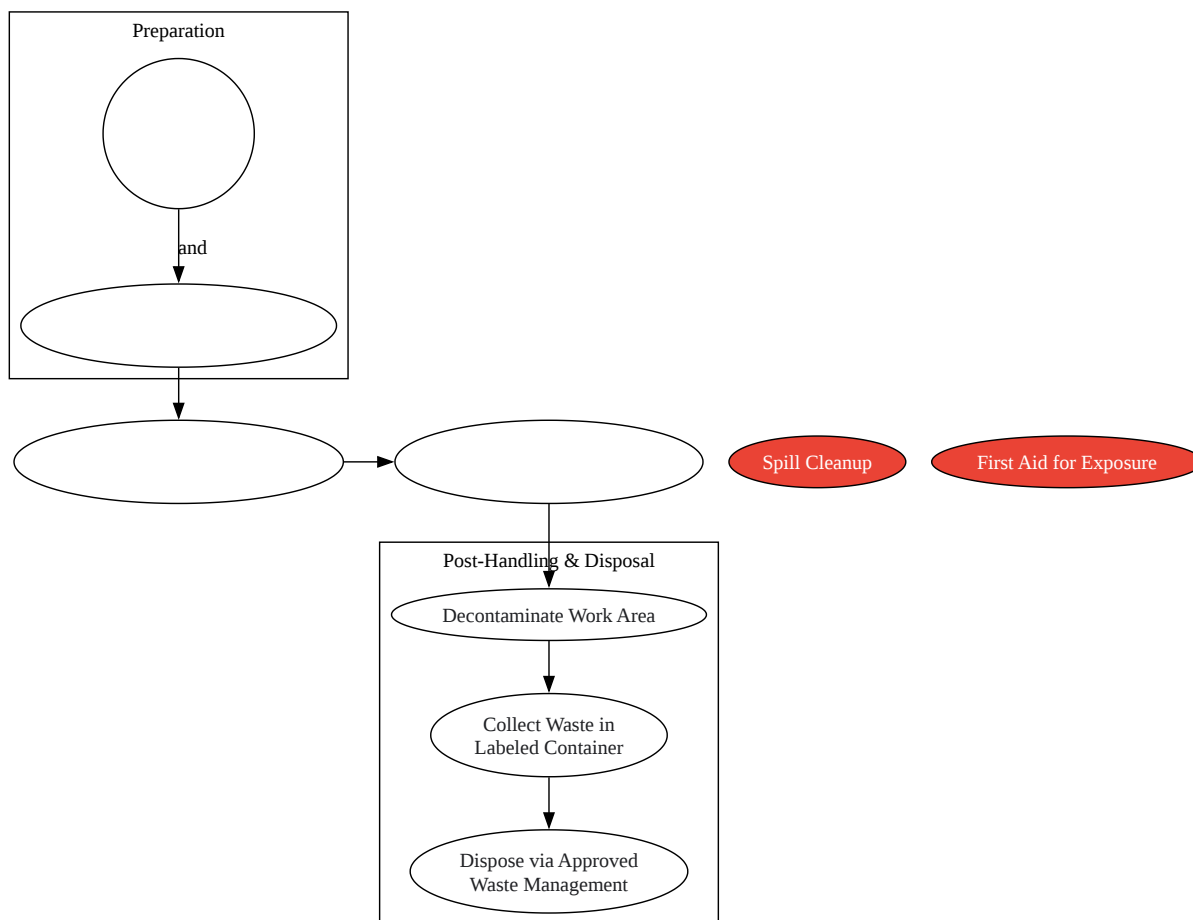 Preparation
and
Spill Cleanup
First Aid for Exposure
Post-Handling & Disposal
Decontaminate Work Area
Collect Waste in
Labeled Container
Dispose via Approved
Waste Management